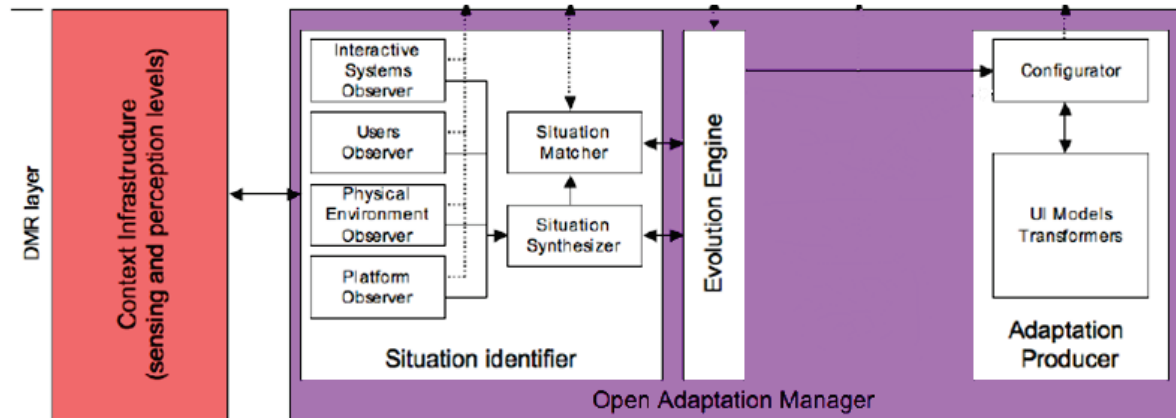 DMR layer
Context Infrastructure
(sensing and perception levels)
Interactive
Systems
Observer
Users
Observer
Physical
Environment
Observer
Platform
Observer
Situation
Matcher
Situation
Synthesizer
Situation identifier
Evolution Engine
Configurator
UI Models
Transformers
Adaptation
Producer
Open Adaptation Manager